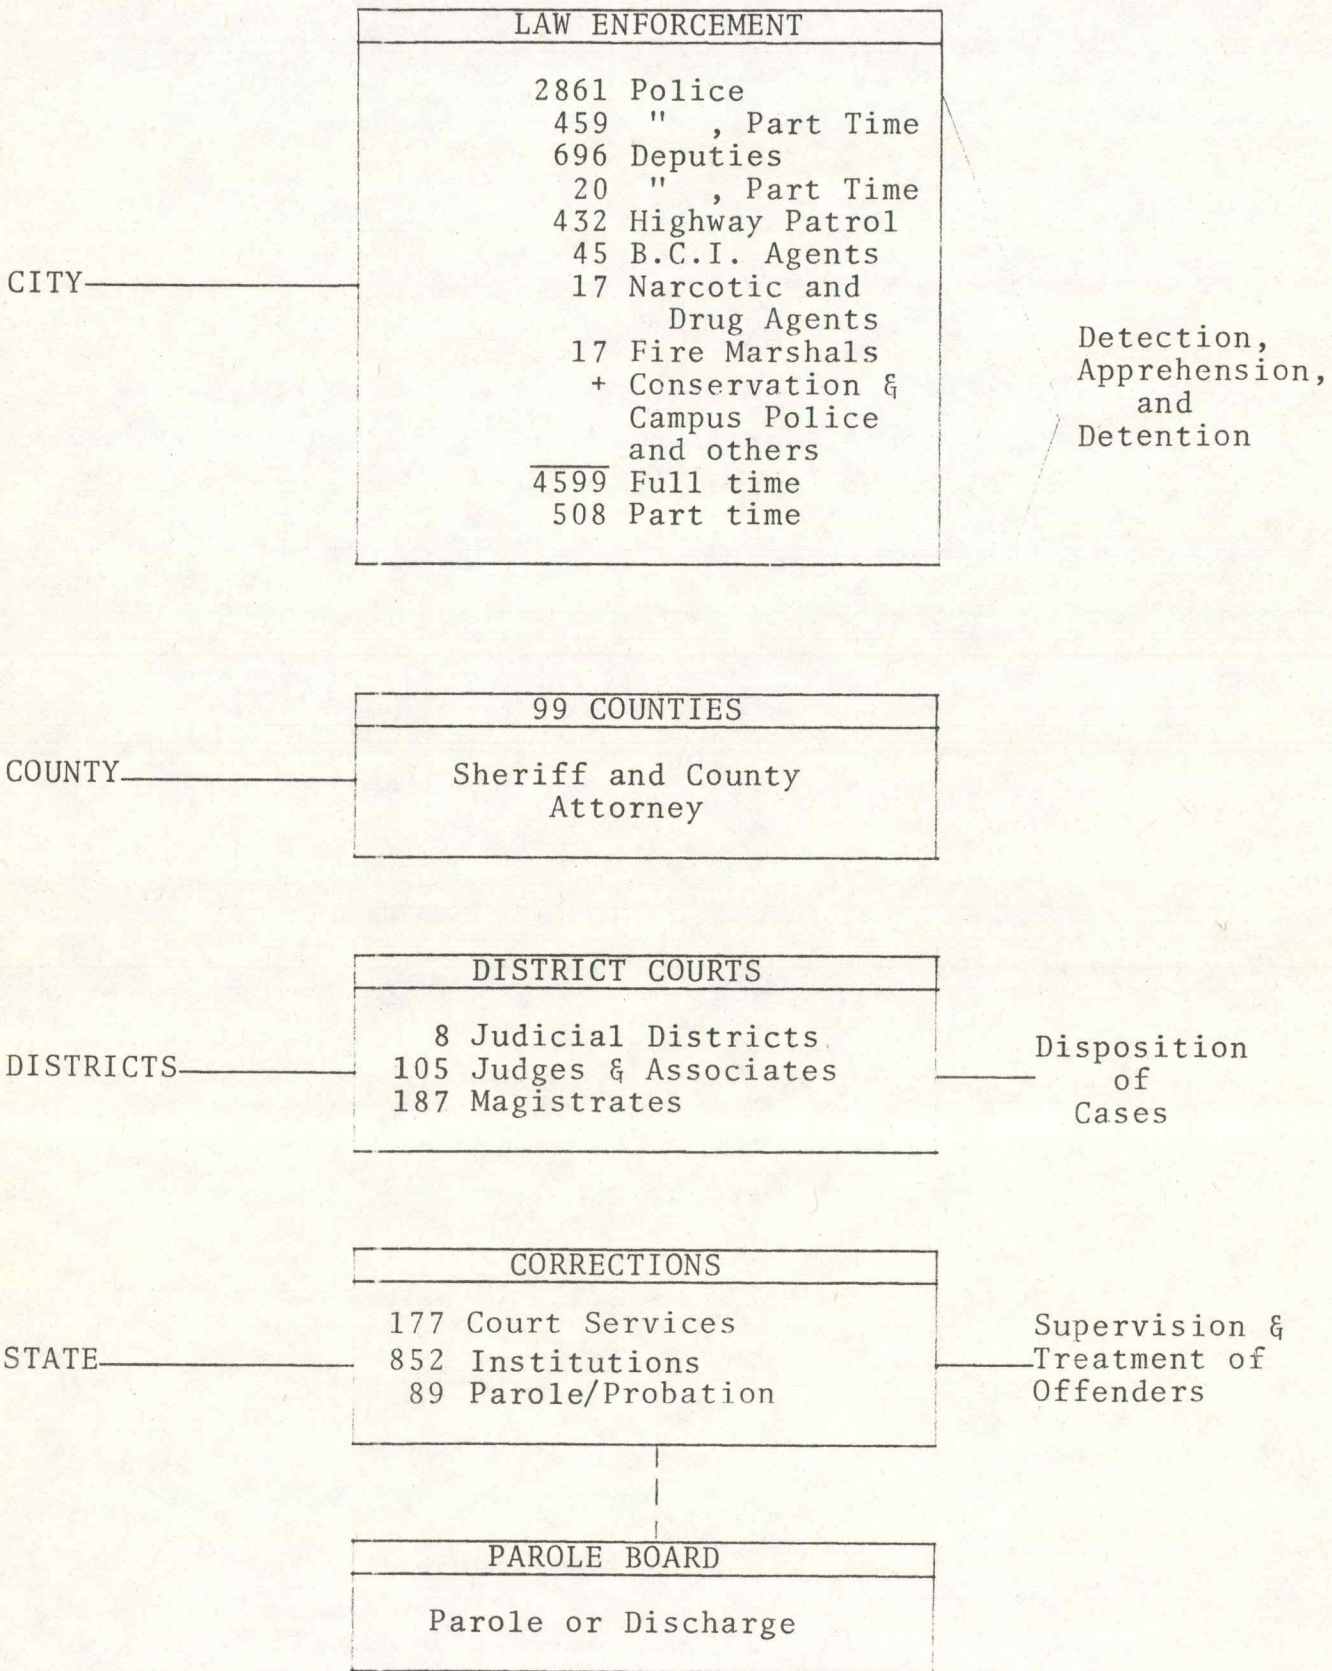 LAW ENFORCEMENT
2861 Police
459 " , Part Time
696 Deputies
20 " , Part Time
432 Highway Patrol
45 B.C.I. Agents
17 Narcotic and
Drug Agents
17 Fire Marshals
+ Conservation &
Campus Police
and others
4599 Full time
508 Part time
CITY
Detection,
Apprehension,
and
Detention
99 COUNTIES
COUNTY
Sheriff and County
Attorney
DISTRICT COURTS
8 Judicial Districts
105 Judges & Associates
187 Magistrates
DISTRICTS
Disposition
of
Cases
CORRECTIONS
177 Court Services
852 Institutions
89 Parole/Probation
STATE
Supervision &
Treatment of
Offenders
PAROLE BOARD
Parole or Discharge